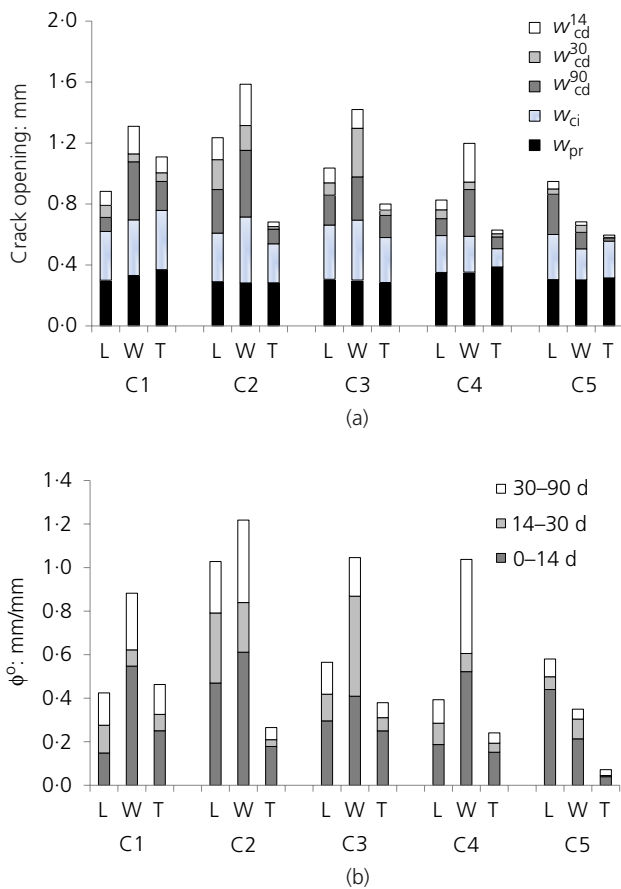 2·0
1·6
1·2
0·8
0·4
0·0
Crack opening: mm
w14cd
w30cd
w90cd
wci
wpr
L W T L W T L W T L W T L W T
C1 C2 C3 C4 C5
(a)
1·4
1·2
1·0
0·8
0·6
0·4
0·2
0·0
ϕo: mm/mm
30–90 d
14–30 d
0–14 d
L W T L W T L W T L W T L W T
C1 C2 C3 C4 C5
(b)